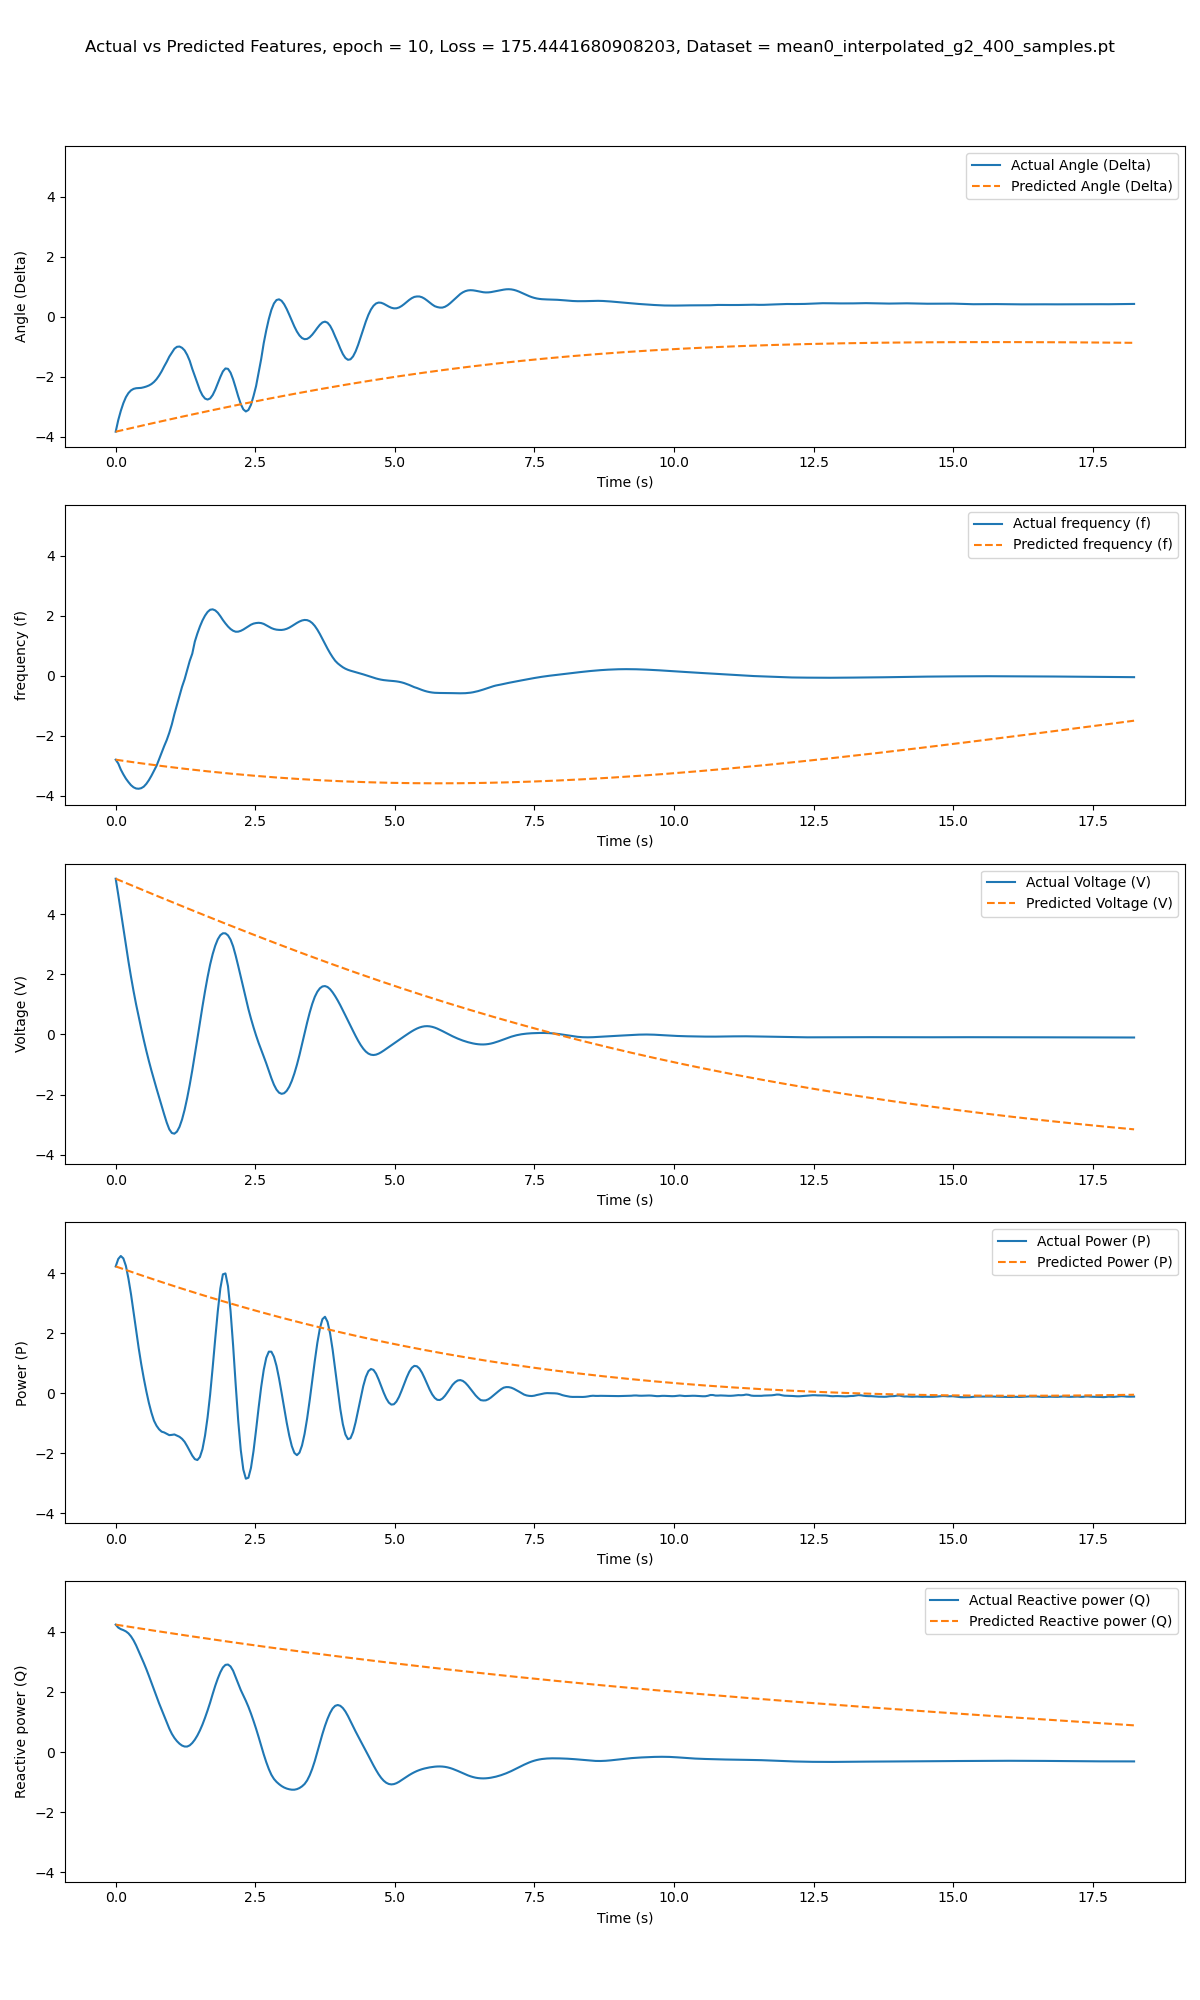 Actual vs Predicted Features, epoch = 10, Loss = 175.4441680908203, Dataset = mean0_interpolated_g2_400_samples.pt
Actual Angle (Delta)
Predicted Angle (Delta)
Angle (Delta)
4
2
0
−2
−4
0.0 2.5 5.0 7.5 10.0 12.5 15.0 17.5
Time (s)
Actual frequency (f)
Predicted frequency (f)
frequency (f)
4
2
0
−2
−4
0.0 2.5 5.0 7.5 10.0 12.5 15.0 17.5
Time (s)
Actual Voltage (V)
Predicted Voltage (V)
Voltage (V)
4
2
0
−2
−4
0.0 2.5 5.0 7.5 10.0 12.5 15.0 17.5
Time (s)
Actual Power (P)
Predicted Power (P)
Power (P)
4
2
0
−2
−4
0.0 2.5 5.0 7.5 10.0 12.5 15.0 17.5
Time (s)
Actual Reactive power (Q)
Predicted Reactive power (Q)
Reactive power (Q)
4
2
0
−2
−4
0.0 2.5 5.0 7.5 10.0 12.5 15.0 17.5
Time (s)